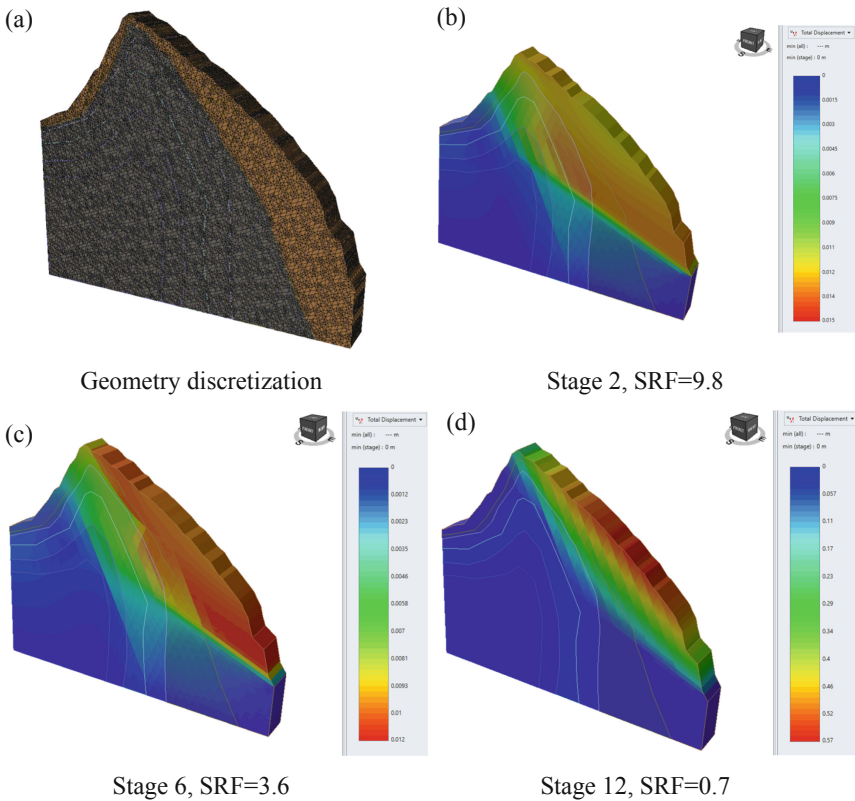 (a)
Geometry discretization
(b)
Total Displacement
min (all) : --- m
min (stage) : 0 m
0
0.0015
0.003
0.0045
0.006
0.0075
0.009
0.010
0.012
0.014
0.015
Stage 2, SRF=9.8
(c)
Total Displacement
min (all) : --- m
min (stage) : 0 m
0
0.0012
0.0023
0.0035
0.0046
0.0058
0.007
0.0081
0.0093
0.01
0.012
Stage 6, SRF=3.6
(d)
Total Displacement
min (all) : --- m
min (stage) : 0 m
0
0.057
0.11
0.17
0.23
0.29
0.34
0.4
0.46
0.52
0.57
Stage 12, SRF=0.7